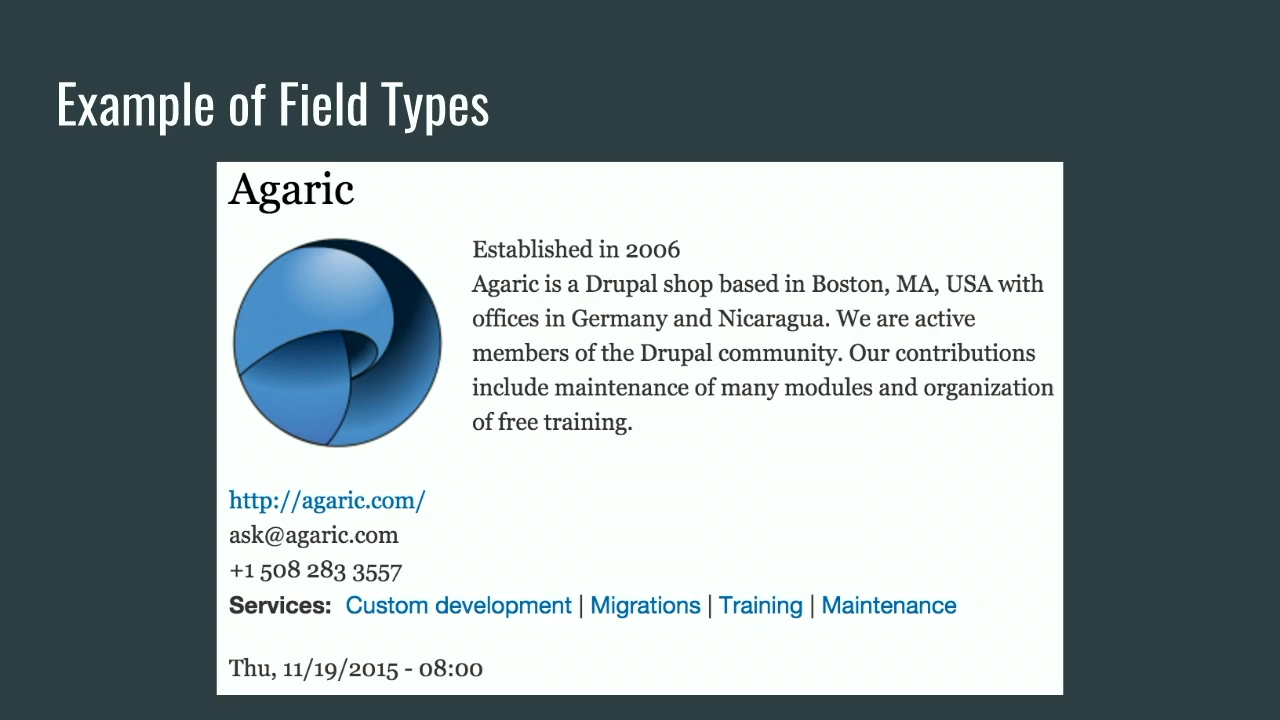 Example of Field Types
Agaric
Established in 2006
Agaric is a Drupal shop based in Boston, MA, USA with
offices in Germany and Nicaragua. We are active
members of the Drupal community. Our contributions
include maintenance of many modules and organization
of free training.
http://agaric.com/
ask@agaric.com
+1 508 283 3557
Services: Custom development | Migrations | Training | Maintenance
Thu, 11/19/2015 - 08:00